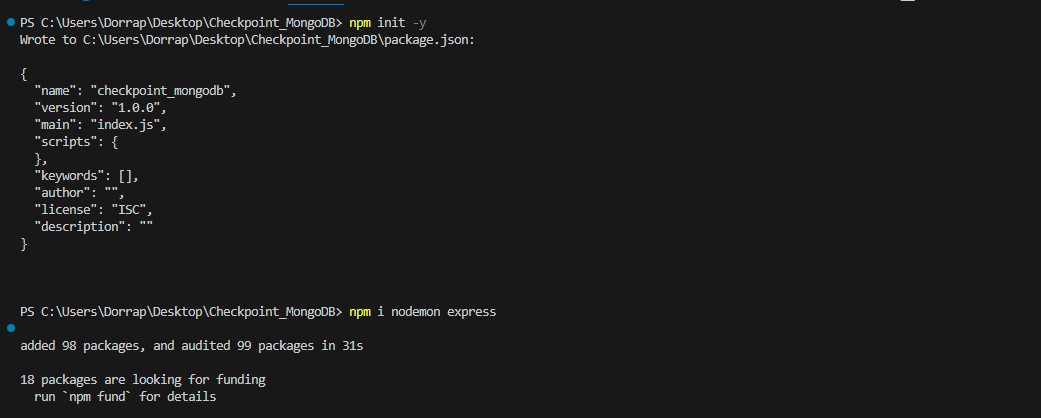 PS C:\Users\Dorrap\Desktop\Checkpoint_MongoDB> npm init -y
Wrote to C:\Users\Dorrap\Desktop\Checkpoint_MongoDB\package.json:
{
"name": "checkpoint_mongodb",
"version": "1.0.0",
"main": "index.js",
"scripts": {
},
"keywords": [],
"author": "",
"license": "ISC",
"description": ""
}
PS C:\Users\Dorrap\Desktop\Checkpoint_MongoDB> npm i nodemon express
added 98 packages, and audited 99 packages in 31s
18 packages are looking for funding
run `npm fund` for details